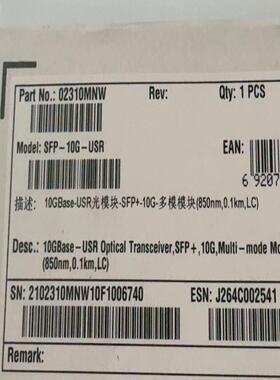 Part No.: 02310MNW Rev: Qty: 1 PCS
Model: SFP-10G-USR EAN:
6 9207
描述: 10GBase-USR光模块-SFP+-10G-多模模块(850nm,0.1km,LC)
Desc.: 10GBase-USR Optical Transceiver,SFP+,10G,Multi-mode Mo
(850nm,0.1km,LC)
SN: 2102310MNW10F1006740 ESN: J264C002541
Remark: